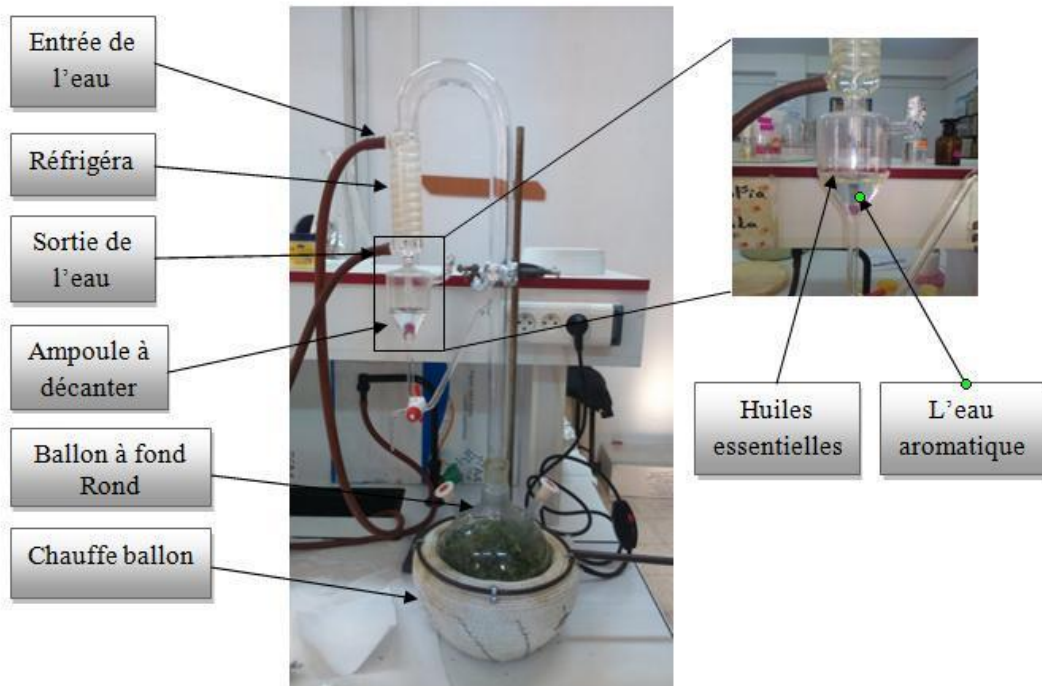 Entrée de
l’eau
Réfrigéra
Sortie de
l’eau
Ampoule à
décanter
Ballon à fond
Rond
Chauffe ballon
Huiles
essentielles
L’eau
aromatique